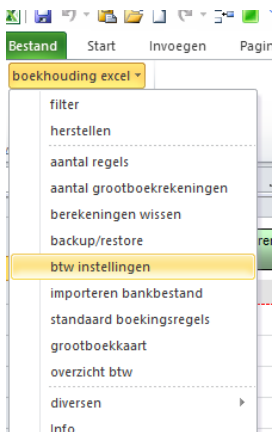 Bestand Start Invoegen Pagin
boekhouding excel
filter
herstellen
aantal regels
aantal grootboekrekeningen
berekeningen wissen
backup/restore
btw instellingen
importeren bankbestand
standaard boekingsregels
grootboekkaart
overzicht btw
diversen
Info